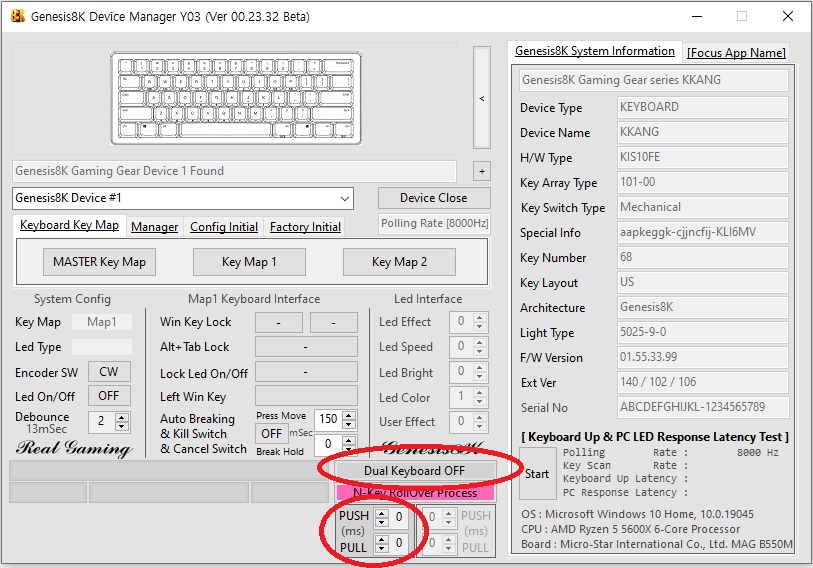 Genesis8K Device Manager Y03 (Ver 00.23.32 Beta)
<
Genesis8K Gaming Gear Device 1 Found
+
Genesis8K Device #1
Device Close
Keyboard Key Map
Manager
Config Initial
Factory Initial
Polling Rate [8000Hz]
MASTER Key Map
Key Map 1
Key Map 2
System Config
Key Map
Map1
Led Type
Encoder SW
CW
Led On/Off
OFF
Debounce
13mSec
2
Real Gaming
Map1 Keyboard Interface
Win Key Lock
-
-
Alt+Tab Lock
-
Lock Led On/Off
-
Left Win Key
Auto Breaking
& Kill Switch
& Cancel Switch
Press Move
150
OFF
mSec
Break Hold
0
Led Interface
Led Effect
0
Led Speed
0
Led Bright
0
Led Color
1
User Effect
0
Genesis8K
Dual Keyboard OFF
N-Key RollOver Process
PUSH
0
(ms)
PULL
0
0
PUSH
(ms)
0
PULL
Genesis8K System Information
[Focus App Name]
Genesis8K Gaming Gear series KKANG
Device Type
KEYBOARD
Device Name
KKANG
H/W Type
KIS10FE
Key Array Type
101-00
Key Switch Type
Mechanical
Special Info
aapkeggk-cjjncfij-KLI6MV
Key Number
68
Key Layout
US
Architecture
Genesis8K
Light Type
5025-9-0
F/W Version
01.55.33.99
Ext Ver
140 / 102 / 106
Serial No
ABCDEFGHIJKL-1234565789
[ Keyboard Up & PC LED Response Latency Test ]
Start
Polling Rate : 8000 Hz
Key Scan Rate :
Keyboard Up Latency :
PC Response Latency :
OS : Microsoft Windows 10 Home, 10.0.19045
CPU : AMD Ryzen 5 5600X 6-Core Processor
Board : Micro-Star International Co., Ltd. MAG B550M